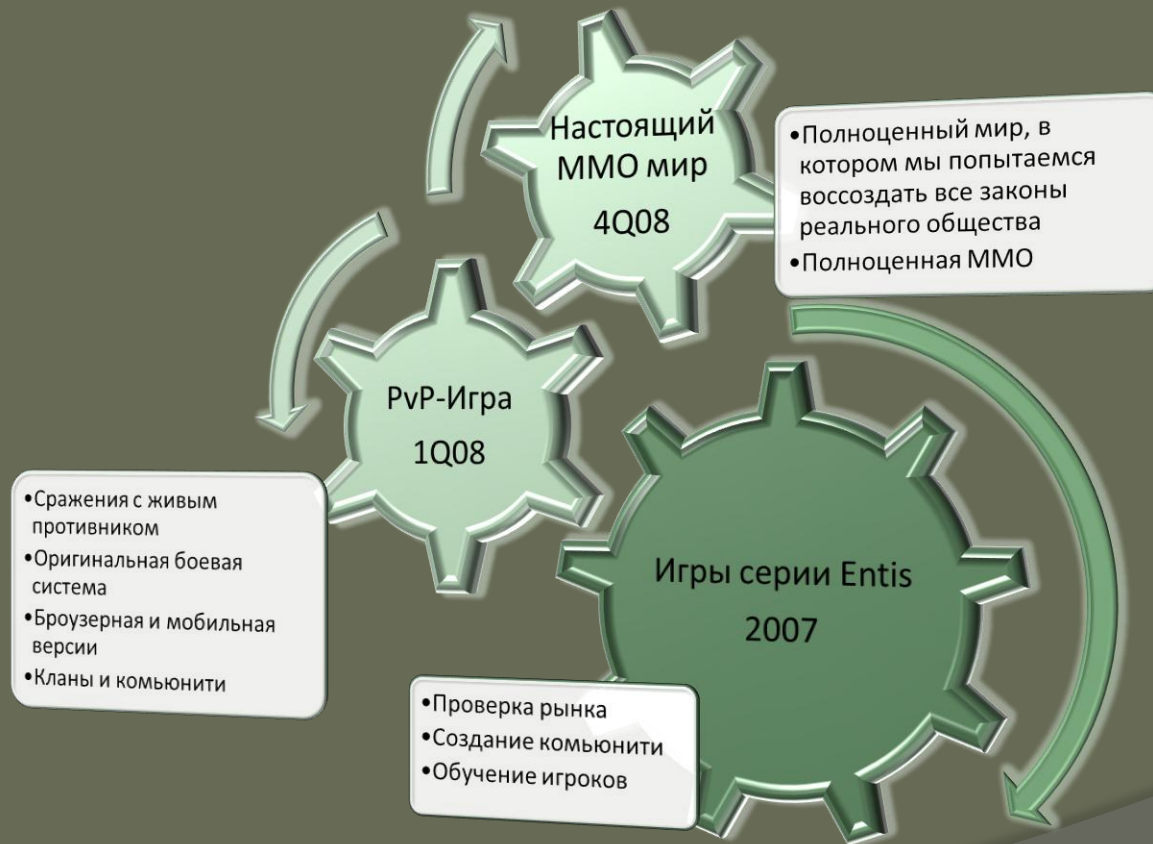 Настоящий
ММО мир
4Q08
•Полноценный мир, в
котором мы попытаемся
воссоздать все законы
реального общества
•Полноценная ММО
PvP-Игра
1Q08
•Сражения с живым
противником
•Оригинальная боевая
система
•Броузерная и мобильная
версии
•Кланы и комьюнити
Игры серии Entis
2007
•Проверка рынка
•Создание комьюнити
•Обучение игроков